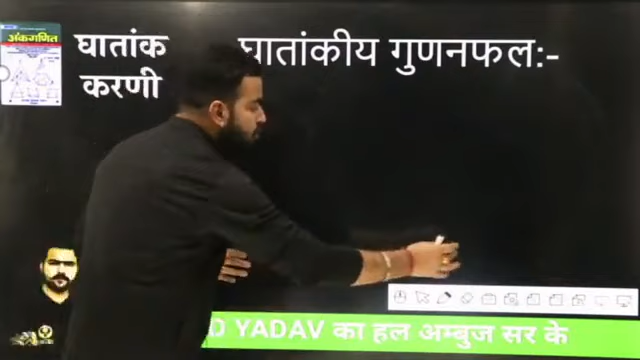 अंकगणित
घातांक
करणी
घातांकीय गुणनफल:-
YADAV का हल अम्बुज सर के